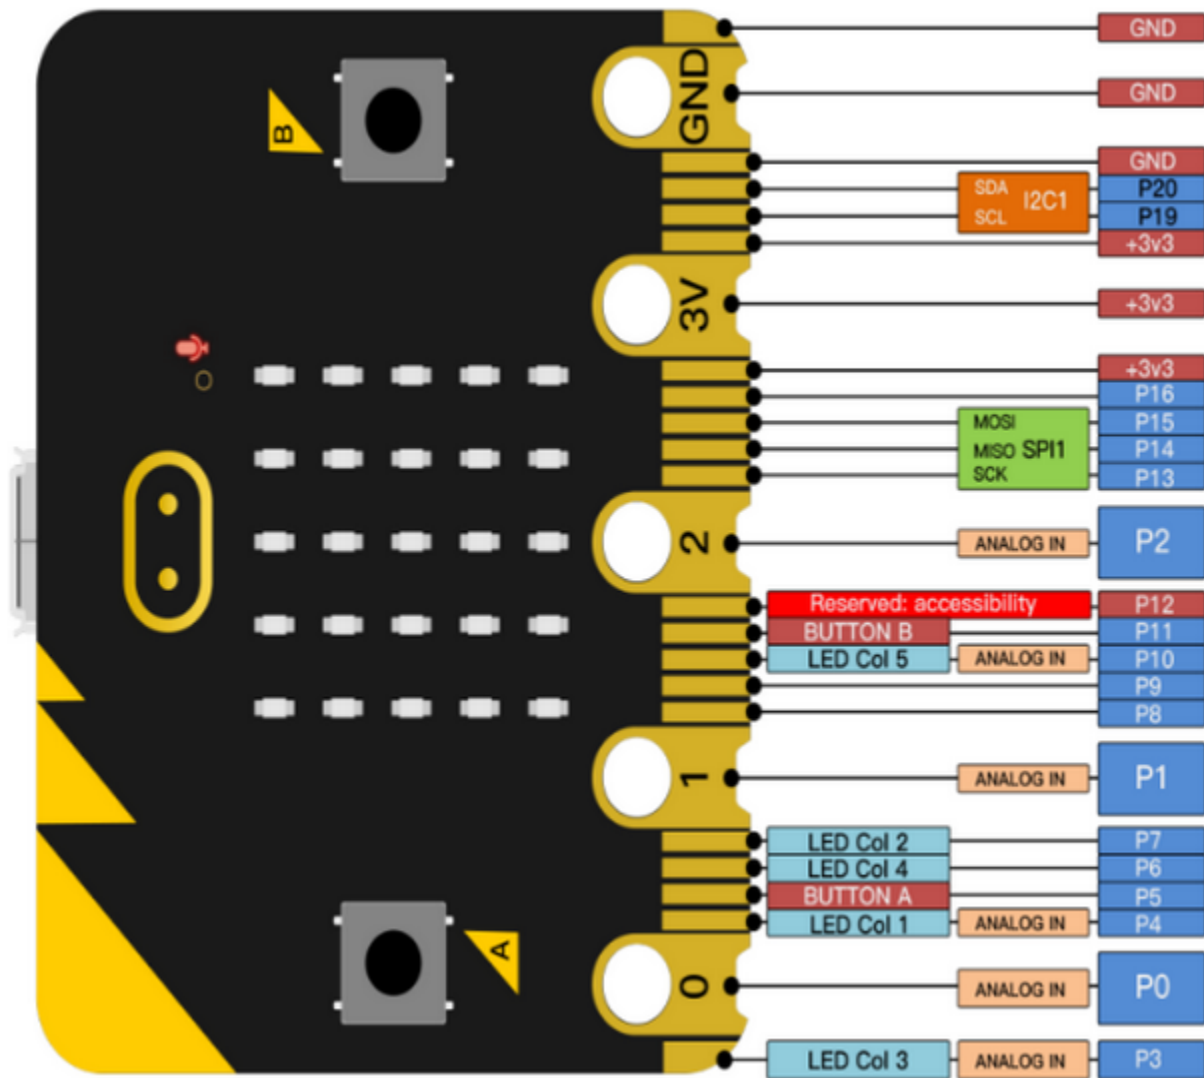 GND
B
GND
GND
GND
SDA I2C1 P20
SCL P19
+3v3
3V
+3v3
+3v3
P16
MOSI P15
MISO SPI1 P14
SCK P13
2
ANALOG IN P2
Reserved: accessibility P12
BUTTON B P11
LED Col 5 ANALOG IN P10
P9
P8
1
ANALOG IN P1
LED Col 2 P7
LED Col 4 P6
BUTTON A P5
LED Col 1 ANALOG IN P4
A
0
ANALOG IN P0
LED Col 3 ANALOG IN P3